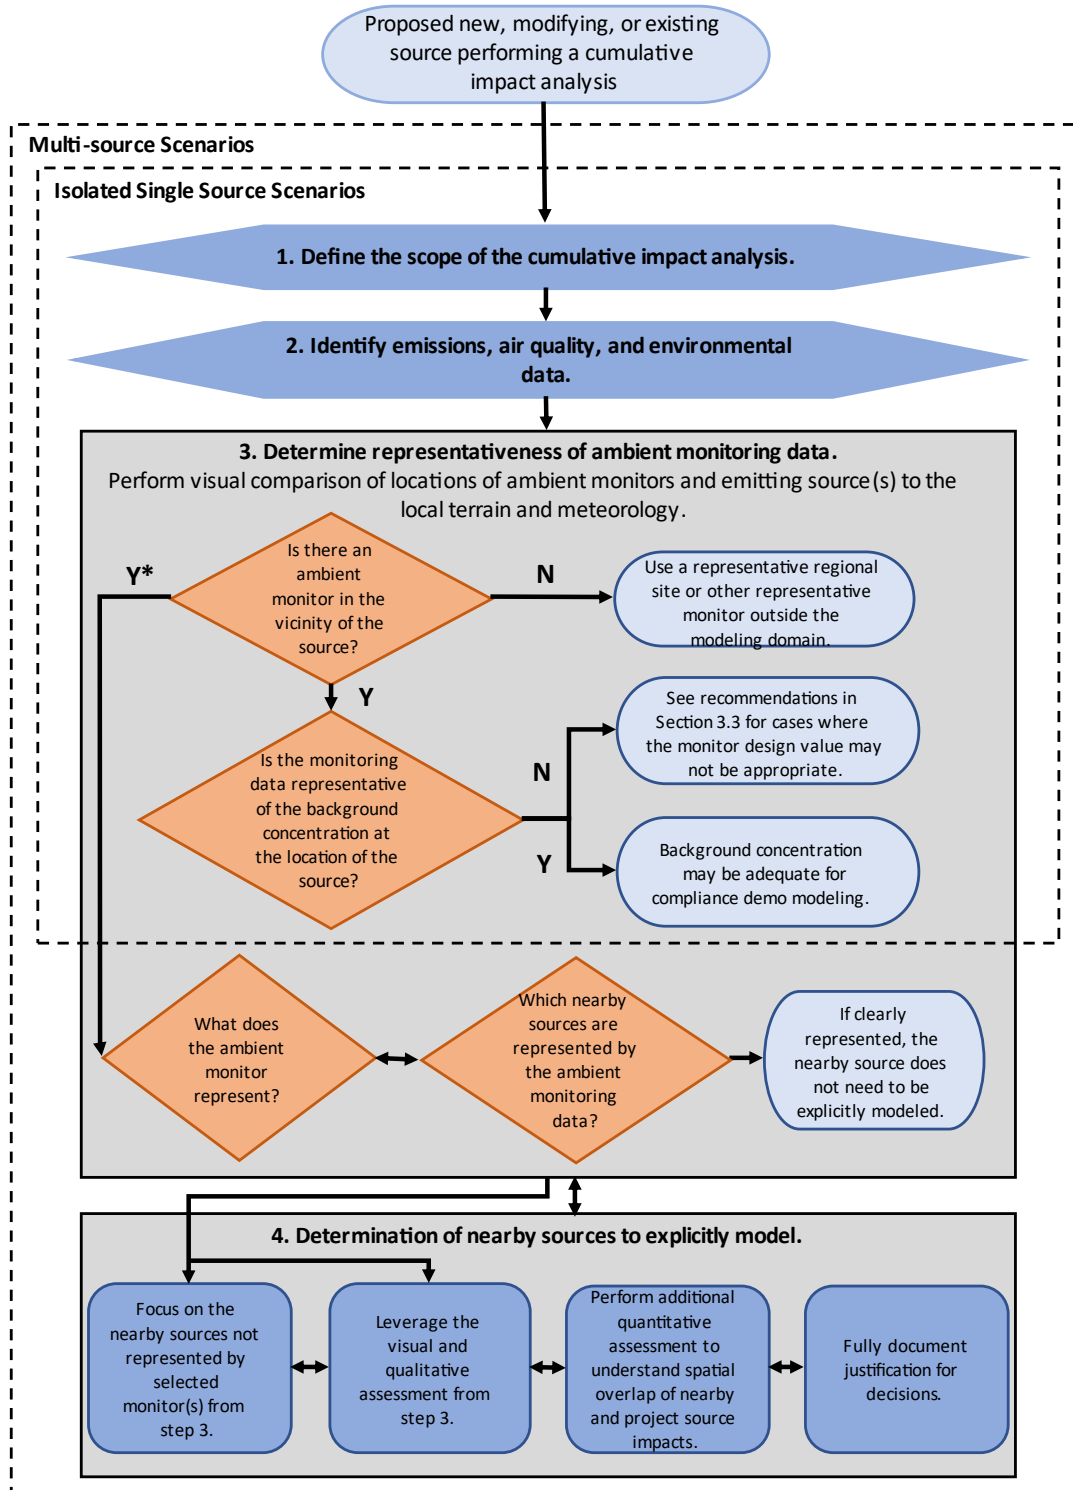 Proposed new, modifying, or existing
source performing a cumulative
impact analysis
Multi-source Scenarios
Isolated Single Source Scenarios
1. Define the scope of the cumulative impact analysis.
2. Identify emissions, air quality, and environmental
data.
3. Determine representativeness of ambient monitoring data.
Perform visual comparison of locations of ambient monitors and emitting source(s) to the
local terrain and meteorology.
Is there an
ambient
monitor in the
vicinity of the
source?
Y*
N
Use a representative regional
site or other representative
monitor outside the
modeling domain.
Y
Is the monitoring
data representative
of the background
concentration at
the location of the
source?
N
See recommendations in
Section 3.3 for cases where
the monitor design value may
not be appropriate.
Y
Background concentration
may be adequate for
compliance demo modeling.
What does
the ambient
monitor
represent?
Which nearby
sources are
represented by
the ambient
monitoring
data?
If clearly
represented, the
nearby source does
not need to be
explicitly modeled.
4. Determination of nearby sources to explicitly model.
Focus on the
nearby sources not
represented by
selected
monitor(s) from
step 3.
Leverage the
visual and
qualitative
assessment from
step 3.
Perform additional
quantitative
assessment to
understand spatial
overlap of nearby
and project source
impacts.
Fully document
justification for
decisions.